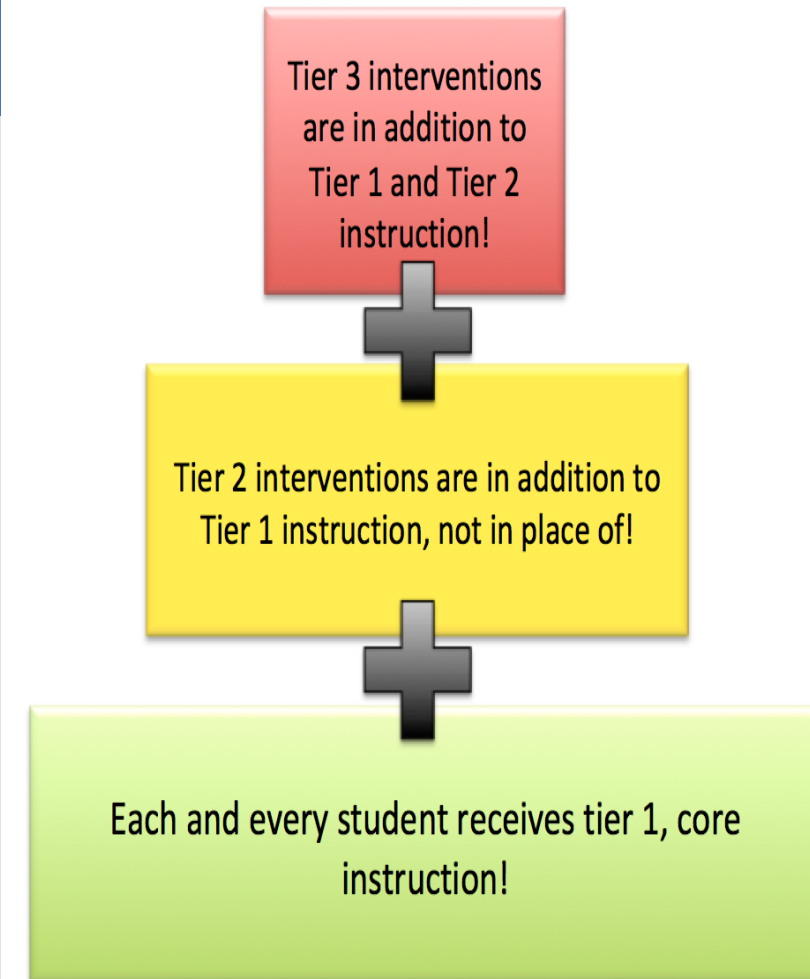 Tier 3 interventions
are in addition to
Tier 1 and Tier 2
instruction!
Tier 2 interventions are in addition to
Tier 1 instruction, not in place of!
Each and every student receives tier 1, core
instruction!